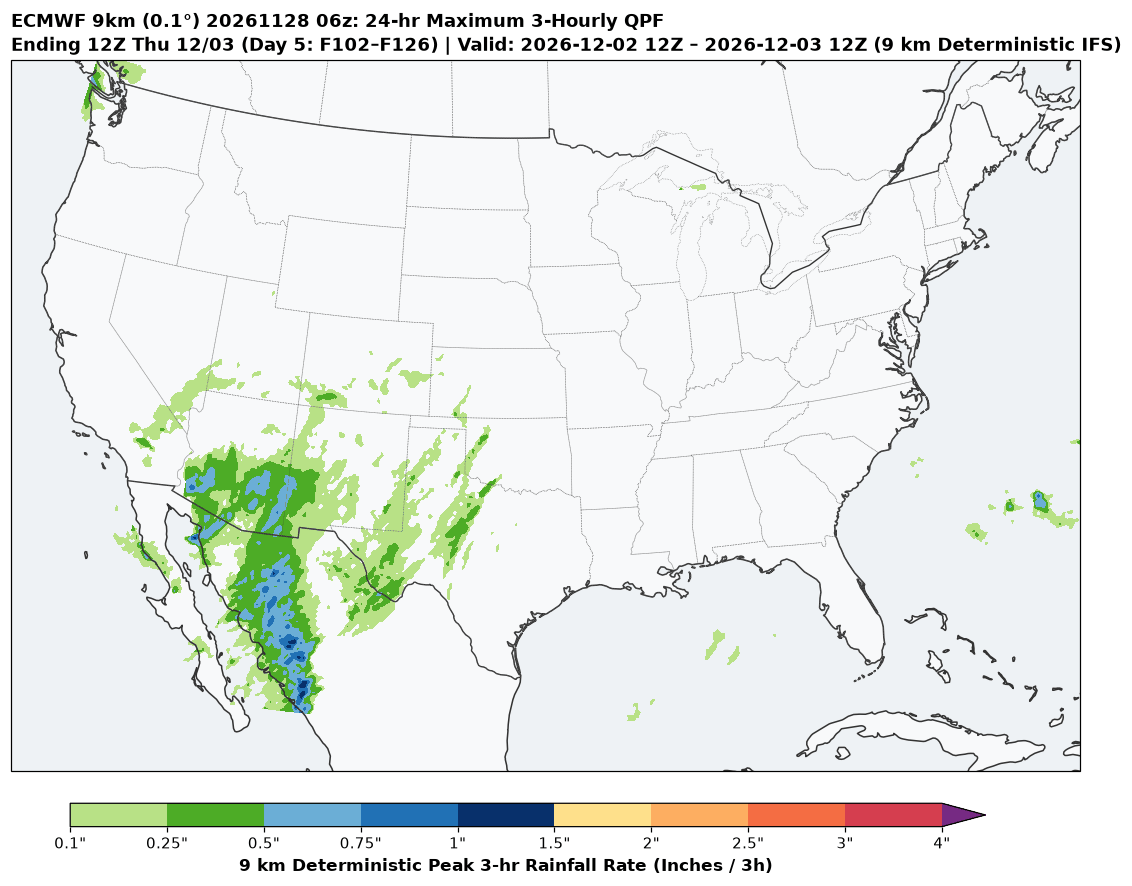 ECMWF 9km (0.1°) 20261128 06z: 24-hr Maximum 3-Hourly QPF
Ending 12Z Thu 12/03 (Day 5: F102–F126) | Valid: 2026-12-02 12Z – 2026-12-03 12Z (9 km Deterministic IFS)
0.1" 0.25" 0.5" 0.75" 1" 1.5" 2" 2.5" 3" 4"
9 km Deterministic Peak 3-hr Rainfall Rate (Inches / 3h)